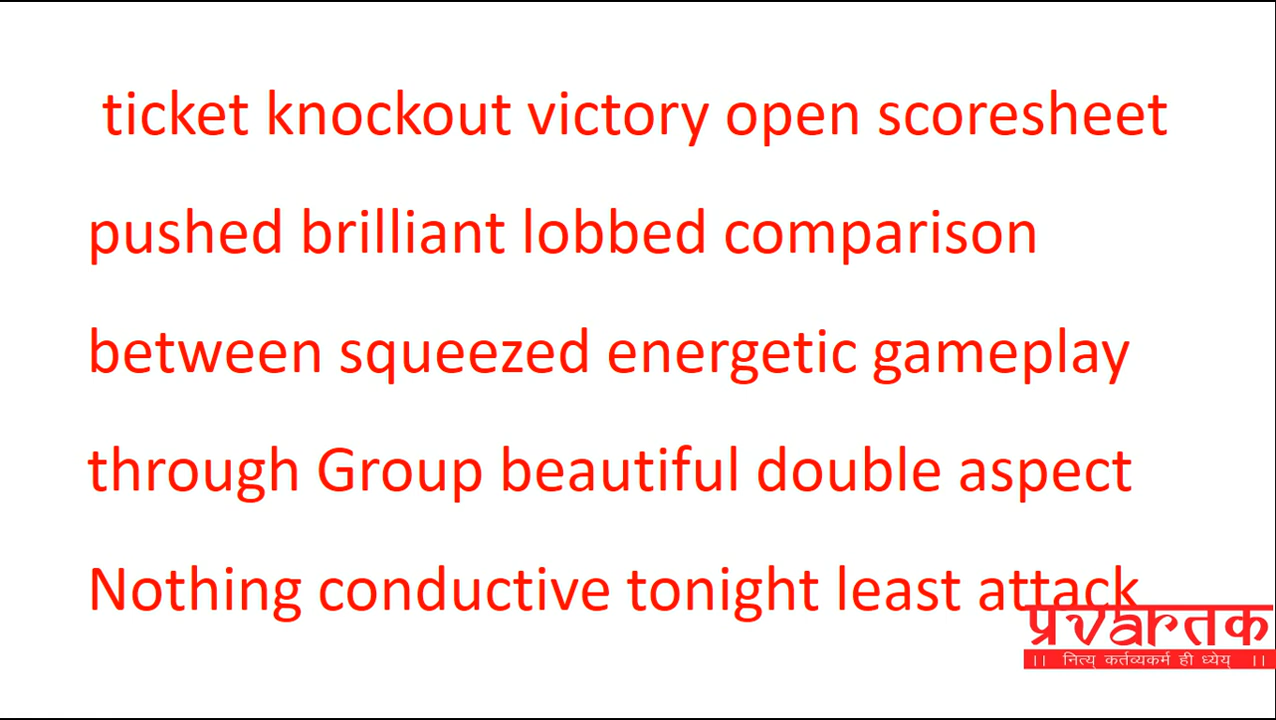 ticket knockout victory open scoresheet
pushed brilliant lobbed comparison
between squeezed energetic gameplay
through Group beautiful double aspect
Nothing conductive tonight least attack
प्रvarतक
।। नित्य् कर्तव्यकर्म ही ध्येय् ।।